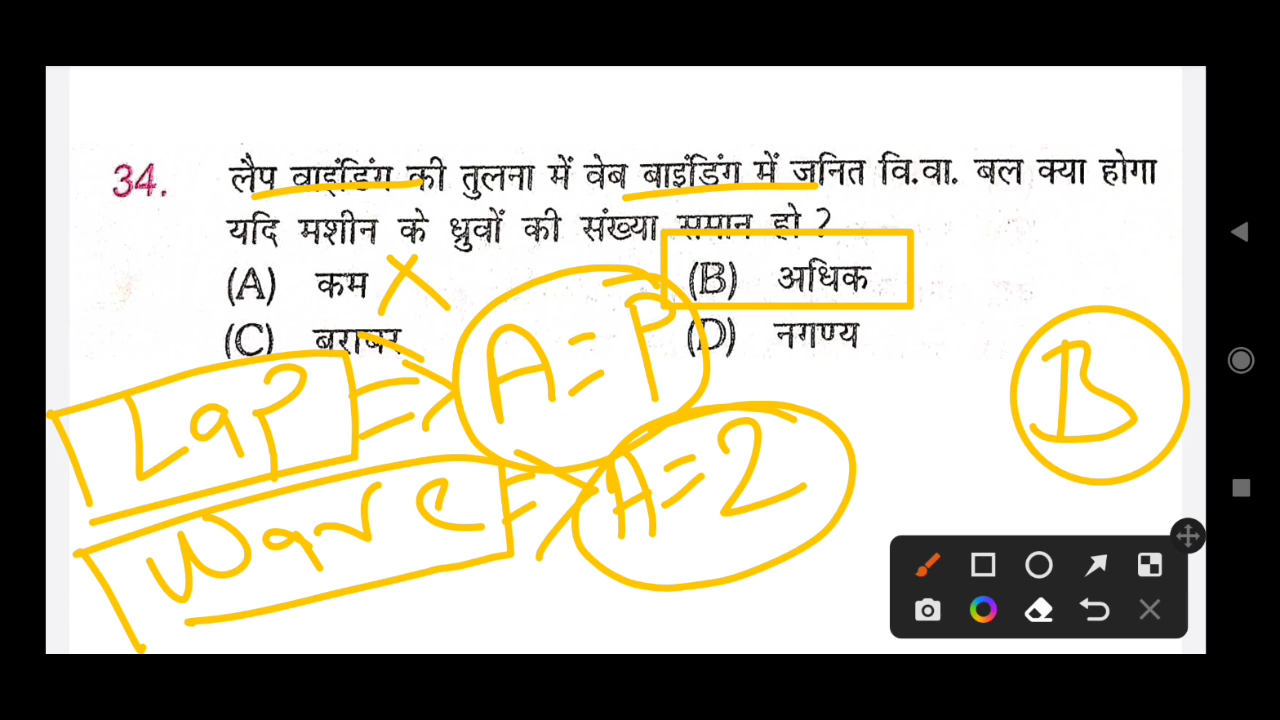 34. लैप वाइंडिंग की तुलना में वेब बाइंडिंग में जनित वि.वा. बल क्या होगा
यदि मशीन के ध्रुवों की संख्या समान हो ?
(A) कम (B) अधिक
(C) बराबर (D) नगण्य
Lap => A = P
Wave => A = 2
B